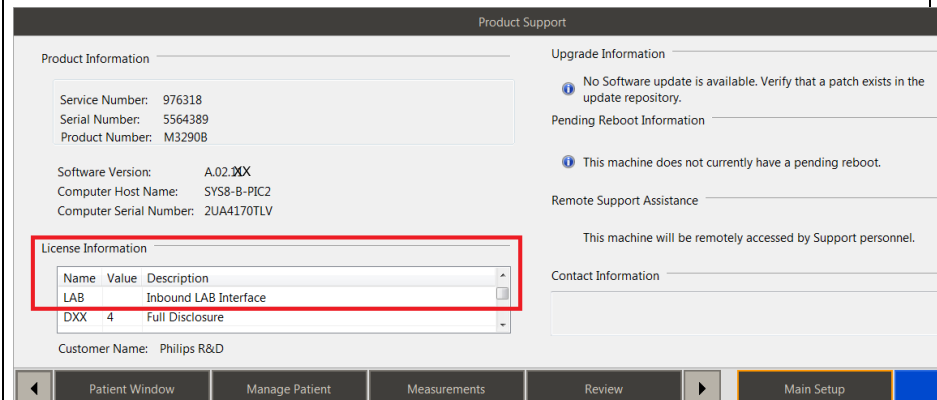 Product Support
Product Information
Service Number: 976318
Serial Number: 5564389
Product Number: M3290B
Software Version:
Computer Host Name: SYS8-B-PIC2
Computer Serial Number: 2UA4170TLV
License Information
Name Value Description
LAB Inbound LAB Interface
DXX 4 Full Disclosure
Customer Name: Philips R&D
Upgrade Information
No Software update is available. Verify that a patch exists in the
update repository.
Pending Reboot Information
This machine does not currently have a pending reboot.
Remote Support Assistance
This machine will be remotely accessed by Support personnel.
Contact Information
Patient Window Manage Patient Measurements Review Main Setup